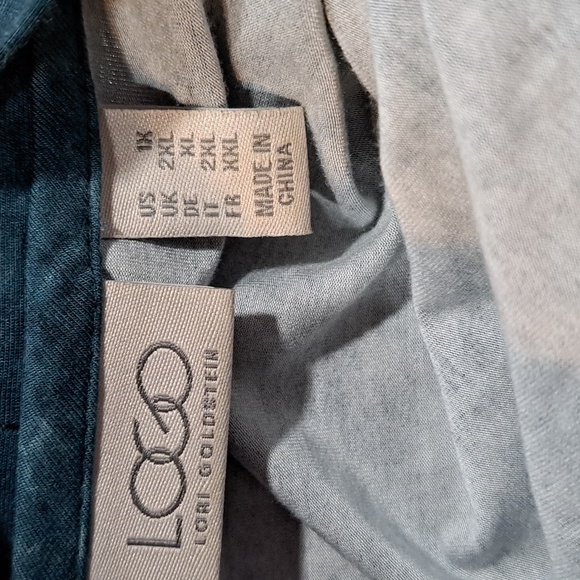 US 1X
UK 2XL
DE XL
IT 2XL
FR XXL
MADE IN
CHINA
LOGO
LORI GOLDSTEIN